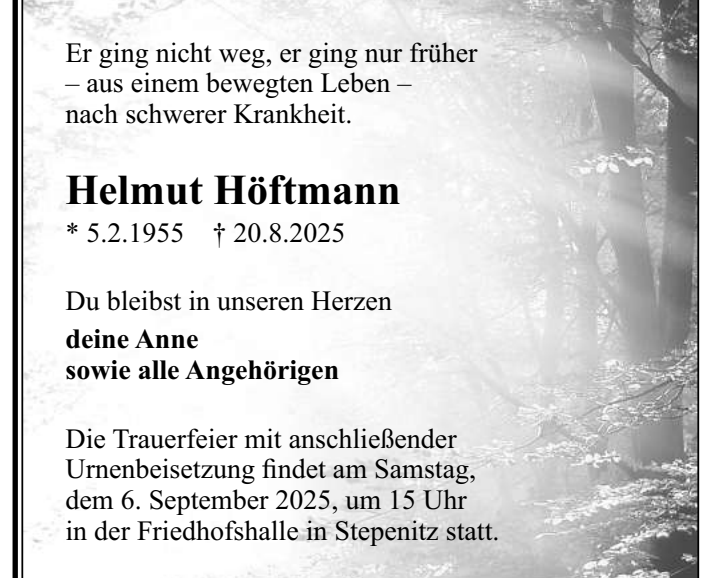 Er ging nicht weg, er ging nur früher
– aus einem bewegten Leben –
nach schwerer Krankheit.
Helmut Höftmann
* 5.2.1955 † 20.8.2025
Du bleibst in unseren Herzen
deine Anne
sowie alle Angehörigen
Die Trauerfeier mit anschließender
Urnenbeisetzung findet am Samstag,
dem 6. September 2025, um 15 Uhr
in der Friedhofshalle in Stepenitz statt.